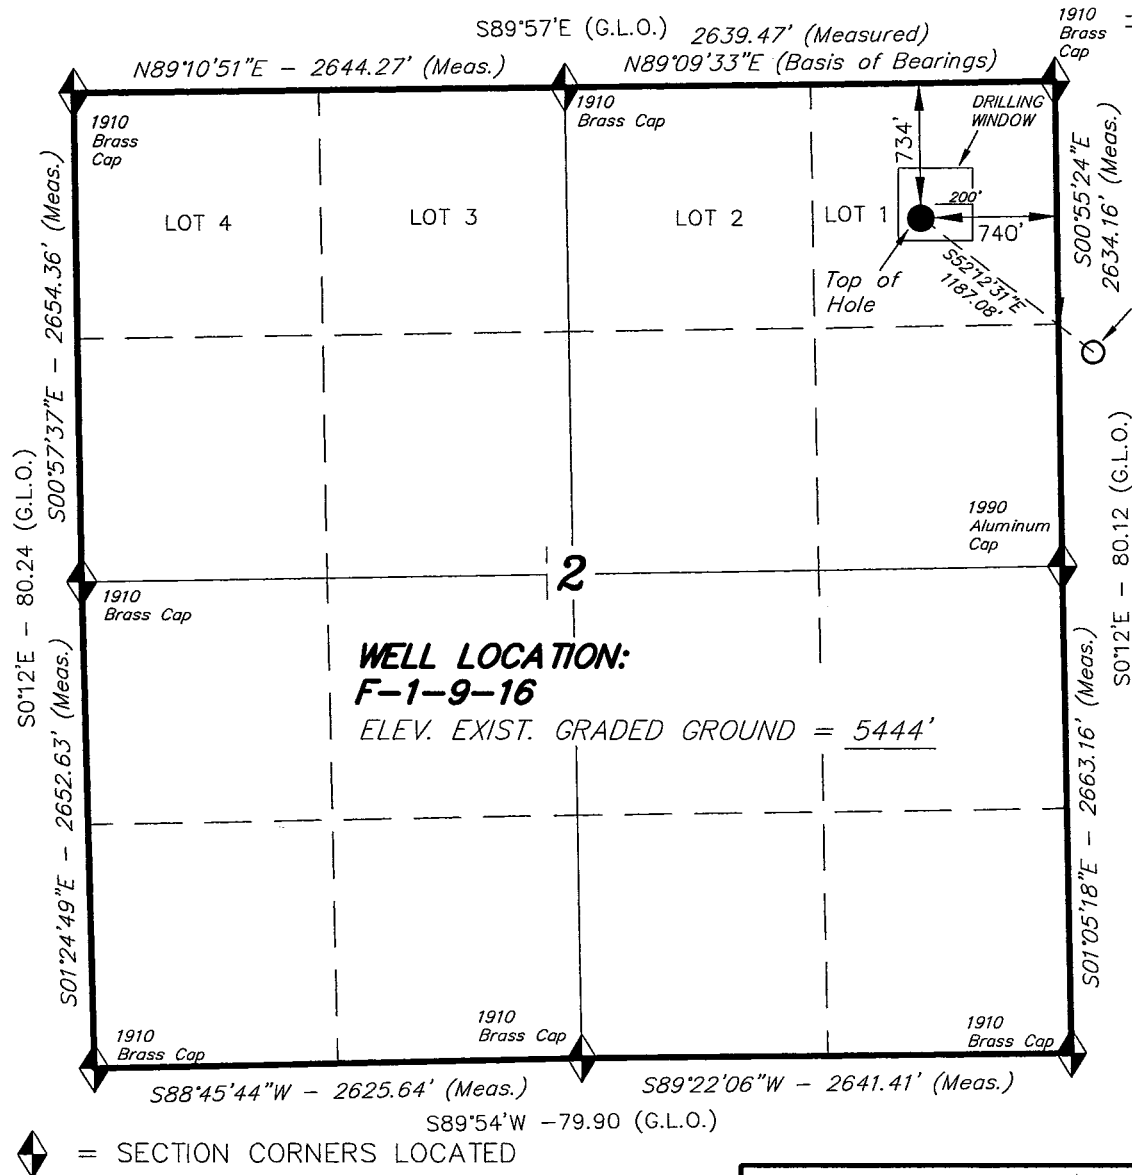 S89°57'E (G.L.O.)
2639.47' (Measured)
1910
Brass
Cap
N89°10'51"E - 2644.27' (Meas.)
N89°09'33"E (Basis of Bearings)
1910
Brass
Cap
1910
Brass Cap
DRILLING
WINDOW
734'
200'
740'
LOT 4
LOT 3
LOT 2
LOT 1
Top of
Hole
S52°12'31"E
1187.08'
S00°55'24"E
2634.16' (Meas.)
S00°57'37"E - 2654.36' (Meas.)
S0°12'E - 80.24 (G.L.O.)
S0°12'E - 80.12 (G.L.O.)
1990
Aluminum
Cap
2
1910
Brass Cap
WELL LOCATION:
F-1-9-16
ELEV. EXIST. GRADED GROUND = 5444'
S01°24'49"E - 2652.63' (Meas.)
S01°05'18"E - 2663.16' (Meas.)
1910
Brass Cap
1910
Brass Cap
1910
Brass Cap
S88°45'44"W - 2625.64' (Meas.)
S89°22'06"W - 2641.41' (Meas.)
S89°54'W -79.90 (G.L.O.)
= SECTION CORNERS LOCATED